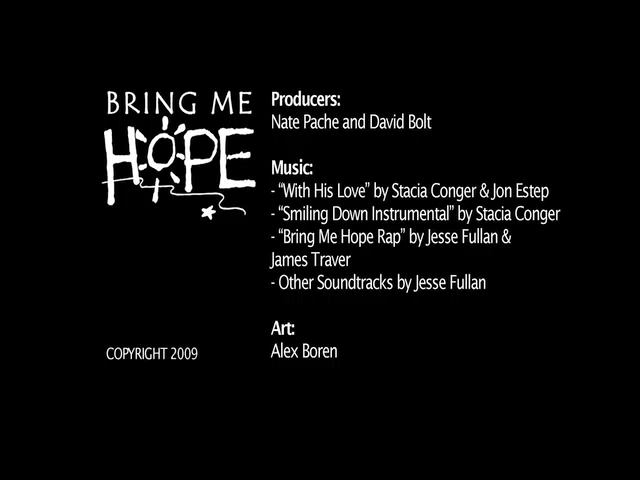 BRING ME
HOPE
COPYRIGHT 2009
Producers:
Nate Pache and David Bolt
Music:
- “With His Love” by Stacia Conger & Jon Estep
- “Smiling Down Instrumental” by Stacia Conger
- “Bring Me Hope Rap” by Jesse Fullan &
James Traver
- Other Soundtracks by Jesse Fullan
Art:
Alex Boren